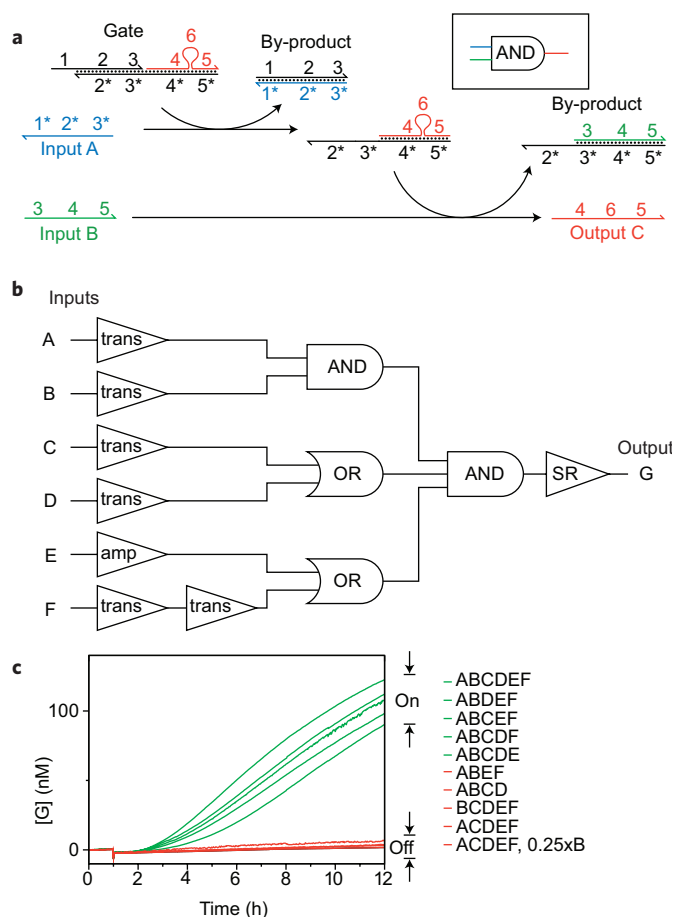 a
Gate
6
1 2 3 4 5
2* 3* 4* 5*
By-product
1 2 3
1* 2* 3*
AND
1* 2* 3*
Input A
6
4 5
2* 3* 4* 5*
By-product
3 4 5
2* 3* 4* 5*
3 4 5
Input B
4 6 5
Output C
b
Inputs
A trans
AND
B trans
C trans
OR
AND
SR
Output
G
D trans
E amp
OR
F trans trans
c
[G] (nM)
100
0
0 2 4 6 8 10 12
Time (h)
On
Off
ABCDEF
ABDEF
ABCEF
ABCDF
ABCDE
ABEF
ABCD
BCDEF
ACDEF
ACDEF, 0.25xB